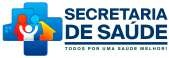 SECRETARIA
DE SAÚDE
TODOS POR UMA SAÚDE MELHOR!